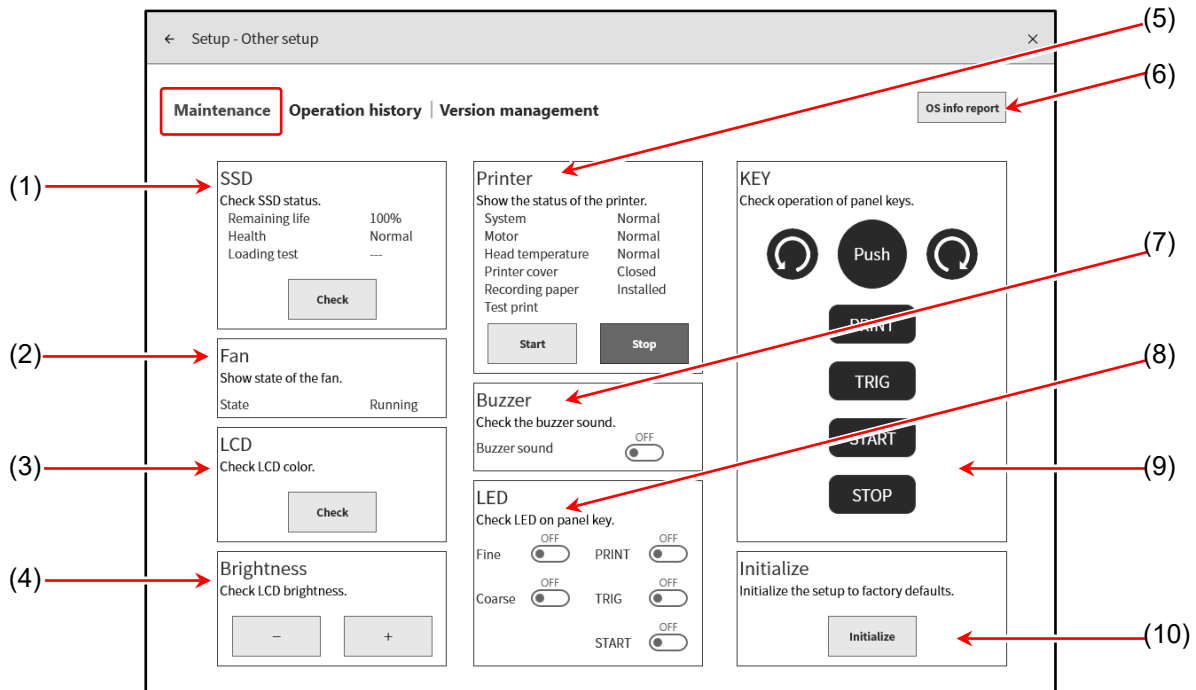 ← Setup - Other setup ×
Maintenance Operation history | Version management
OS info report
(1)
(2)
(3)
(4)
SSD
Check SSD status.
Remaining life 100%
Health Normal
Loading test ---
Check
Fan
Show state of the fan.
State Running
LCD
Check LCD color.
Check
Brightness
Check LCD brightness.
− +
Printer
Show the status of the printer.
System Normal
Motor Normal
Head temperature Normal
Printer cover Closed
Recording paper Installed
Test print
Start Stop
Buzzer
Check the buzzer sound.
OFF
Buzzer sound
LED
Check LED on panel key.
OFF OFF
Fine PRINT
OFF OFF
Coarse TRIG
OFF
START
KEY
Check operation of panel keys.
Push
PRINT
TRIG
START
STOP
Initialize
Initialize the setup to factory defaults.
Initialize
(5)
(6)
(7)
(8)
(9)
(10)